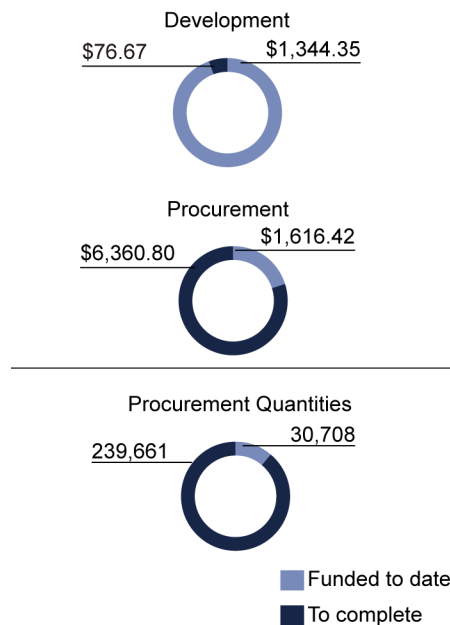 Development
$76.67
$1,344.35
Procurement
$6,360.80
$1,616.42
Procurement Quantities
239,661
30,708
Funded to date
To complete